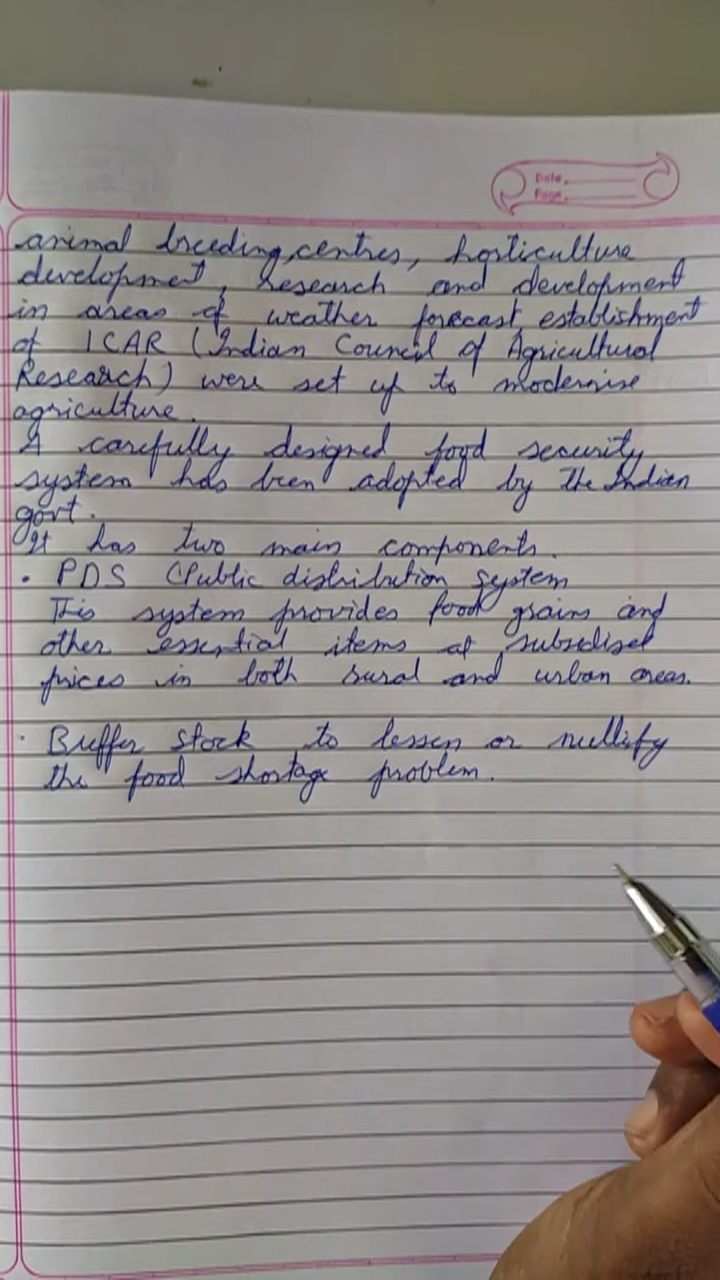 Date
Page
animal breeding, centres, horticulture
development, research and development
in areas of weather forecast, establishment
of ICAR (Indian Council of Agricultural
Research) were set up to modernise
agriculture.
A carefully designed food security
system has been adopted by the Indian
govt.
It has two main components.
• PDS (Public distribution system
This system provides food grains and
other essential items at subsidised
prices in both rural and urban areas.
• Buffer stock to lessen or nullify
the food shortage problem.